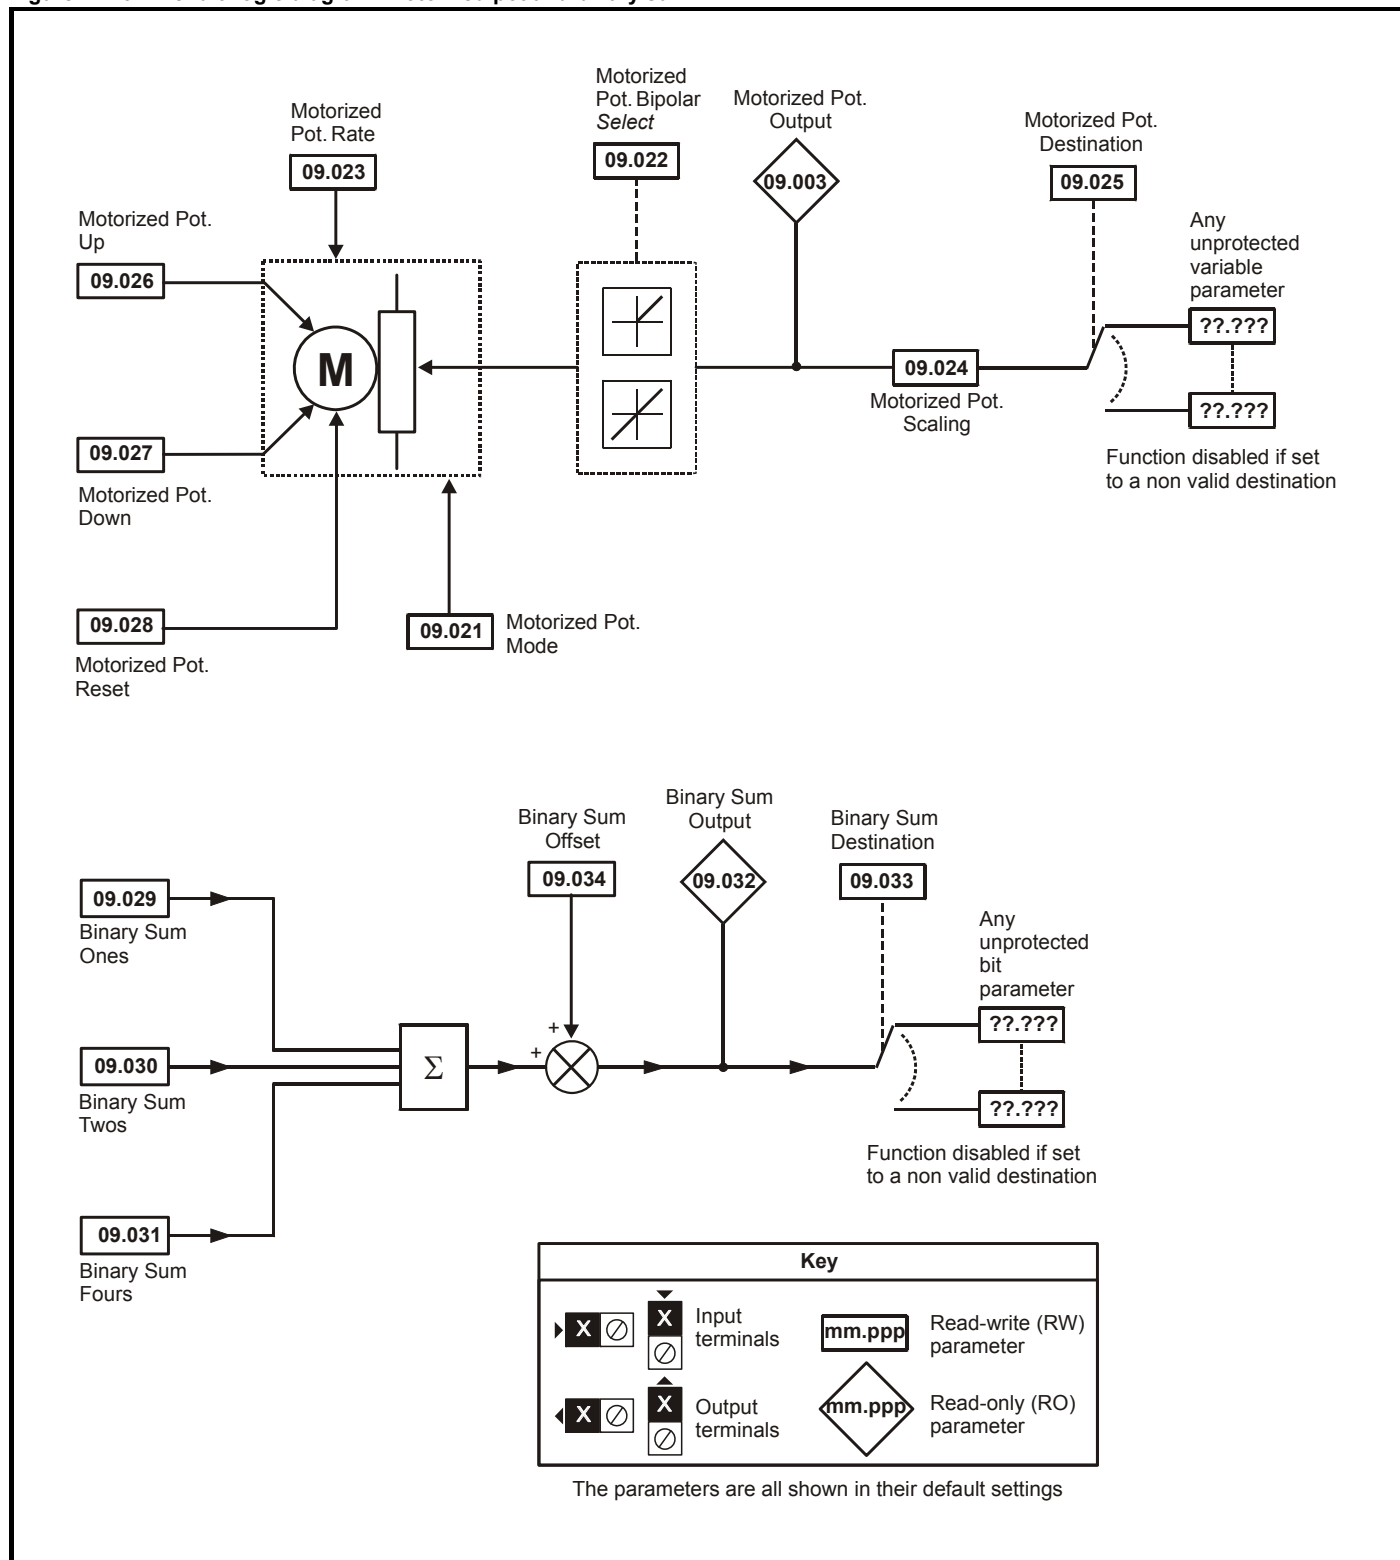 Motorized
Pot. Rate
09.023
Motorized
Pot. Bipolar
Select
09.022
Motorized Pot.
Output
09.003
Motorized Pot.
Destination
09.025
Motorized Pot.
Up
09.026
Any
unprotected
variable
parameter
??.???
M
09.024
Motorized Pot.
Scaling
??.???
09.027
Motorized Pot.
Down
Function disabled if set
to a non valid destination
09.028
Motorized Pot.
Reset
09.021
Motorized Pot.
Mode
Binary Sum
Offset
09.034
Binary Sum
Output
09.032
Binary Sum
Destination
09.033
09.029
Binary Sum
Ones
Any
unprotected
bit
parameter
??.???
+
+
Σ
09.030
Binary Sum
Twos
??.???
Function disabled if set
to a non valid destination
09.031
Binary Sum
Fours
Key
X
X
Input
terminals
mm.ppp
Read-write (RW)
parameter
X
X
Output
terminals
mm.ppp
Read-only (RO)
parameter
The parameters are all shown in their default settings